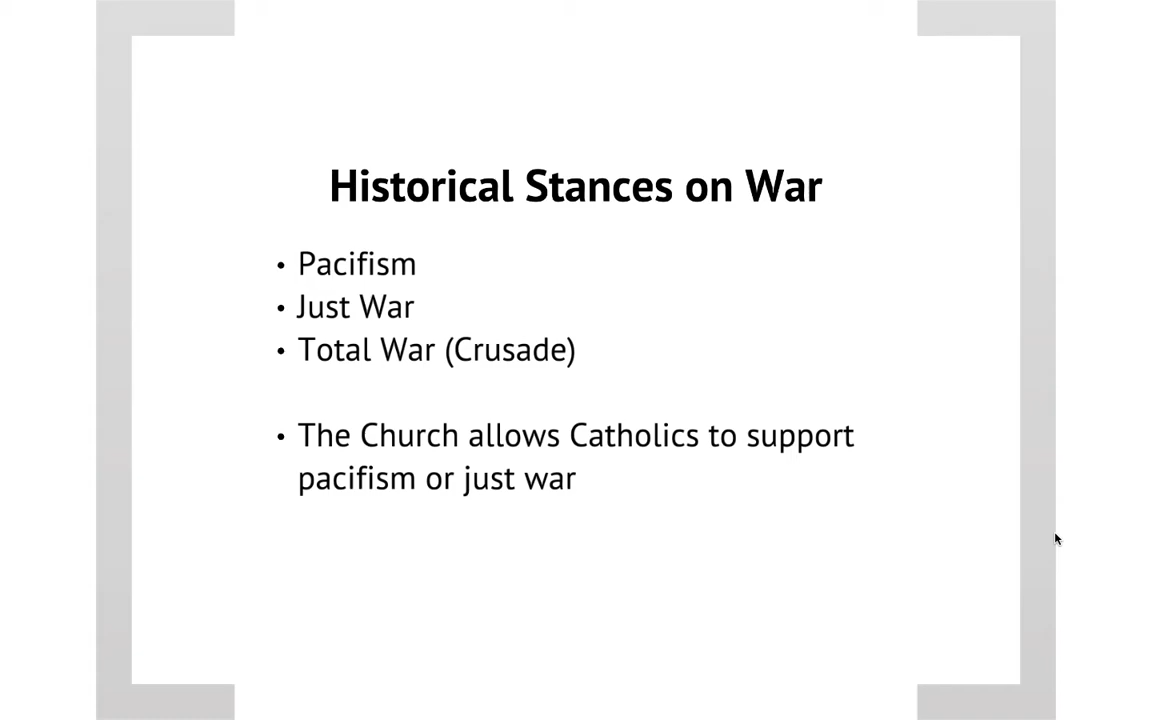 Historical Stances on War
• Pacifism
• Just War
• Total War (Crusade)
• The Church allows Catholics to support
pacifism or just war